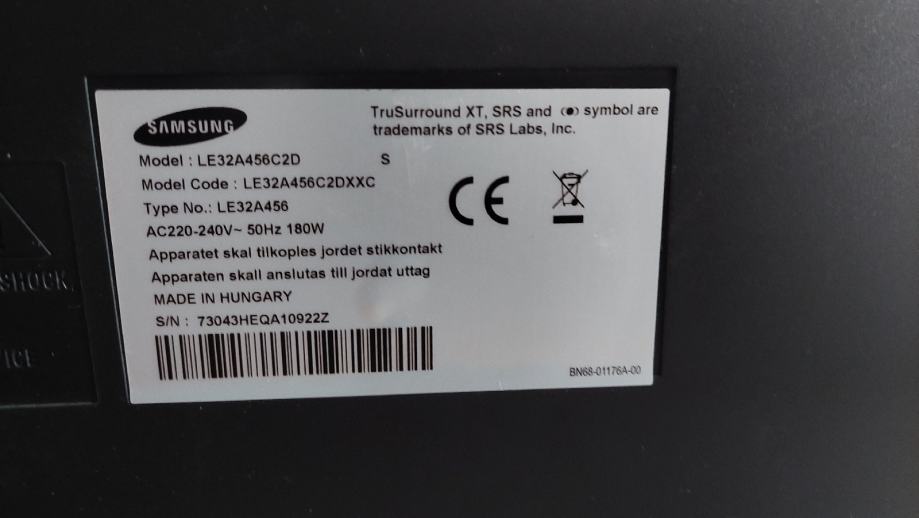 SAMSUNG
TruSurround XT, SRS and (●) symbol are
trademarks of SRS Labs, Inc.
Model : LE32A456C2D S
Model Code : LE32A456C2DXXC
Type No.: LE32A456
AC220-240V~ 50Hz 180W
Apparatet skal tilkoples jordet stikkontakt
Apparaten skall anslutas till jordat uttag
MADE IN HUNGARY
S/N : 73043HEQA10922Z
CE
BN68-01176A-00
SHOCK